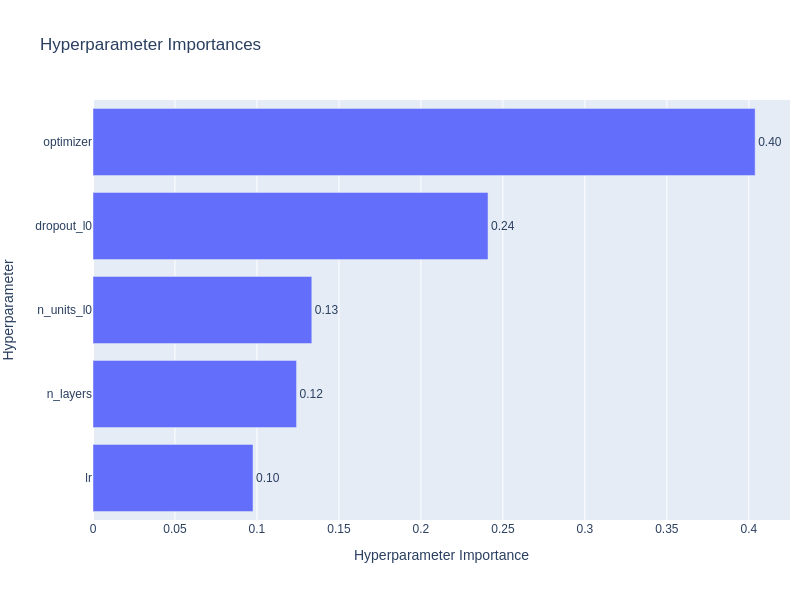 Hyperparameter Importances
optimizer
0.40
dropout_l0
0.24
n_units_l0
0.13
n_layers
0.12
lr
0.10
Hyperparameter
0
0.05
0.1
0.15
0.2
0.25
0.3
0.35
0.4
Hyperparameter Importance